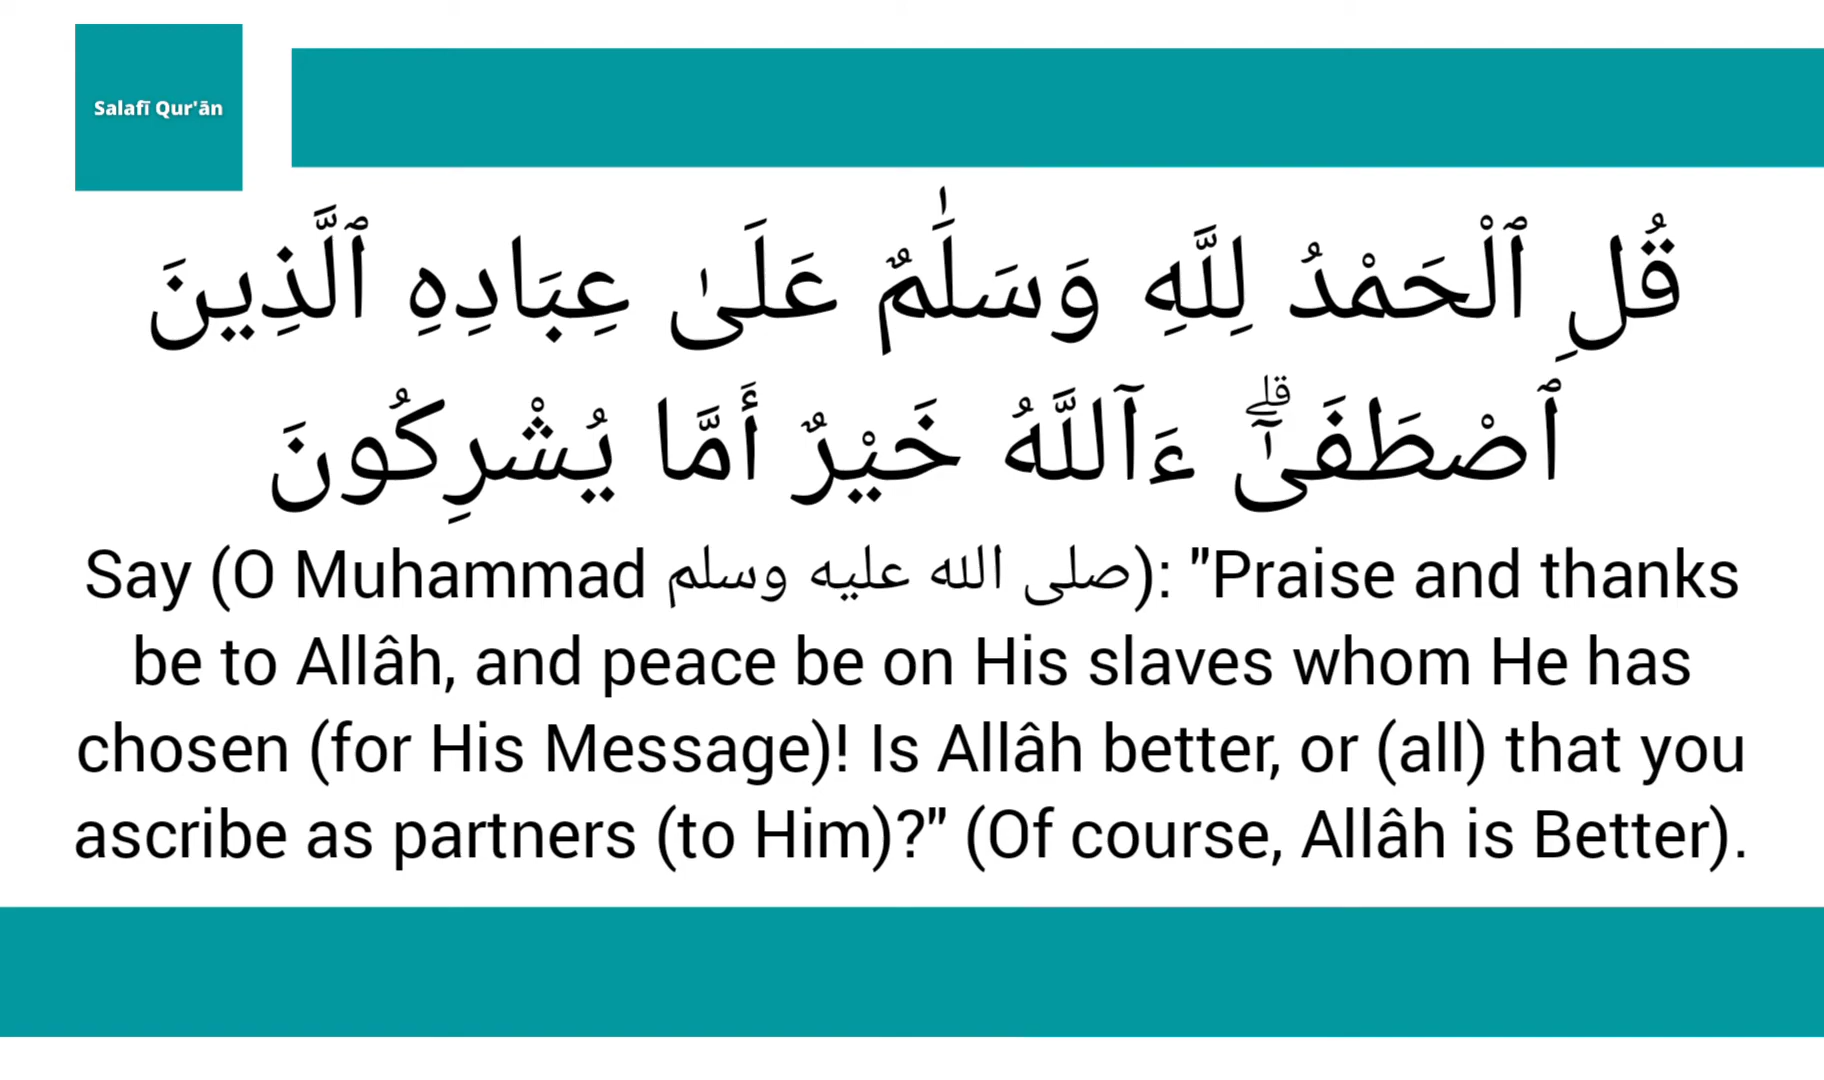 Salafī Qur'ān
قُلِ ٱلْحَمْدُ لِلَّهِ وَسَلَٰمٌ عَلَىٰ عِبَادِهِ ٱلَّذِينَ
ٱصْطَفَىٰٓ ۗ ءَآللَّهُ خَيْرٌ أَمَّا يُشْرِكُونَ
Say (O Muhammad صلى الله عليه وسلم): "Praise and thanks
be to Allâh, and peace be on His slaves whom He has
chosen (for His Message)! Is Allâh better, or (all) that you
ascribe as partners (to Him)?" (Of course, Allâh is Better).